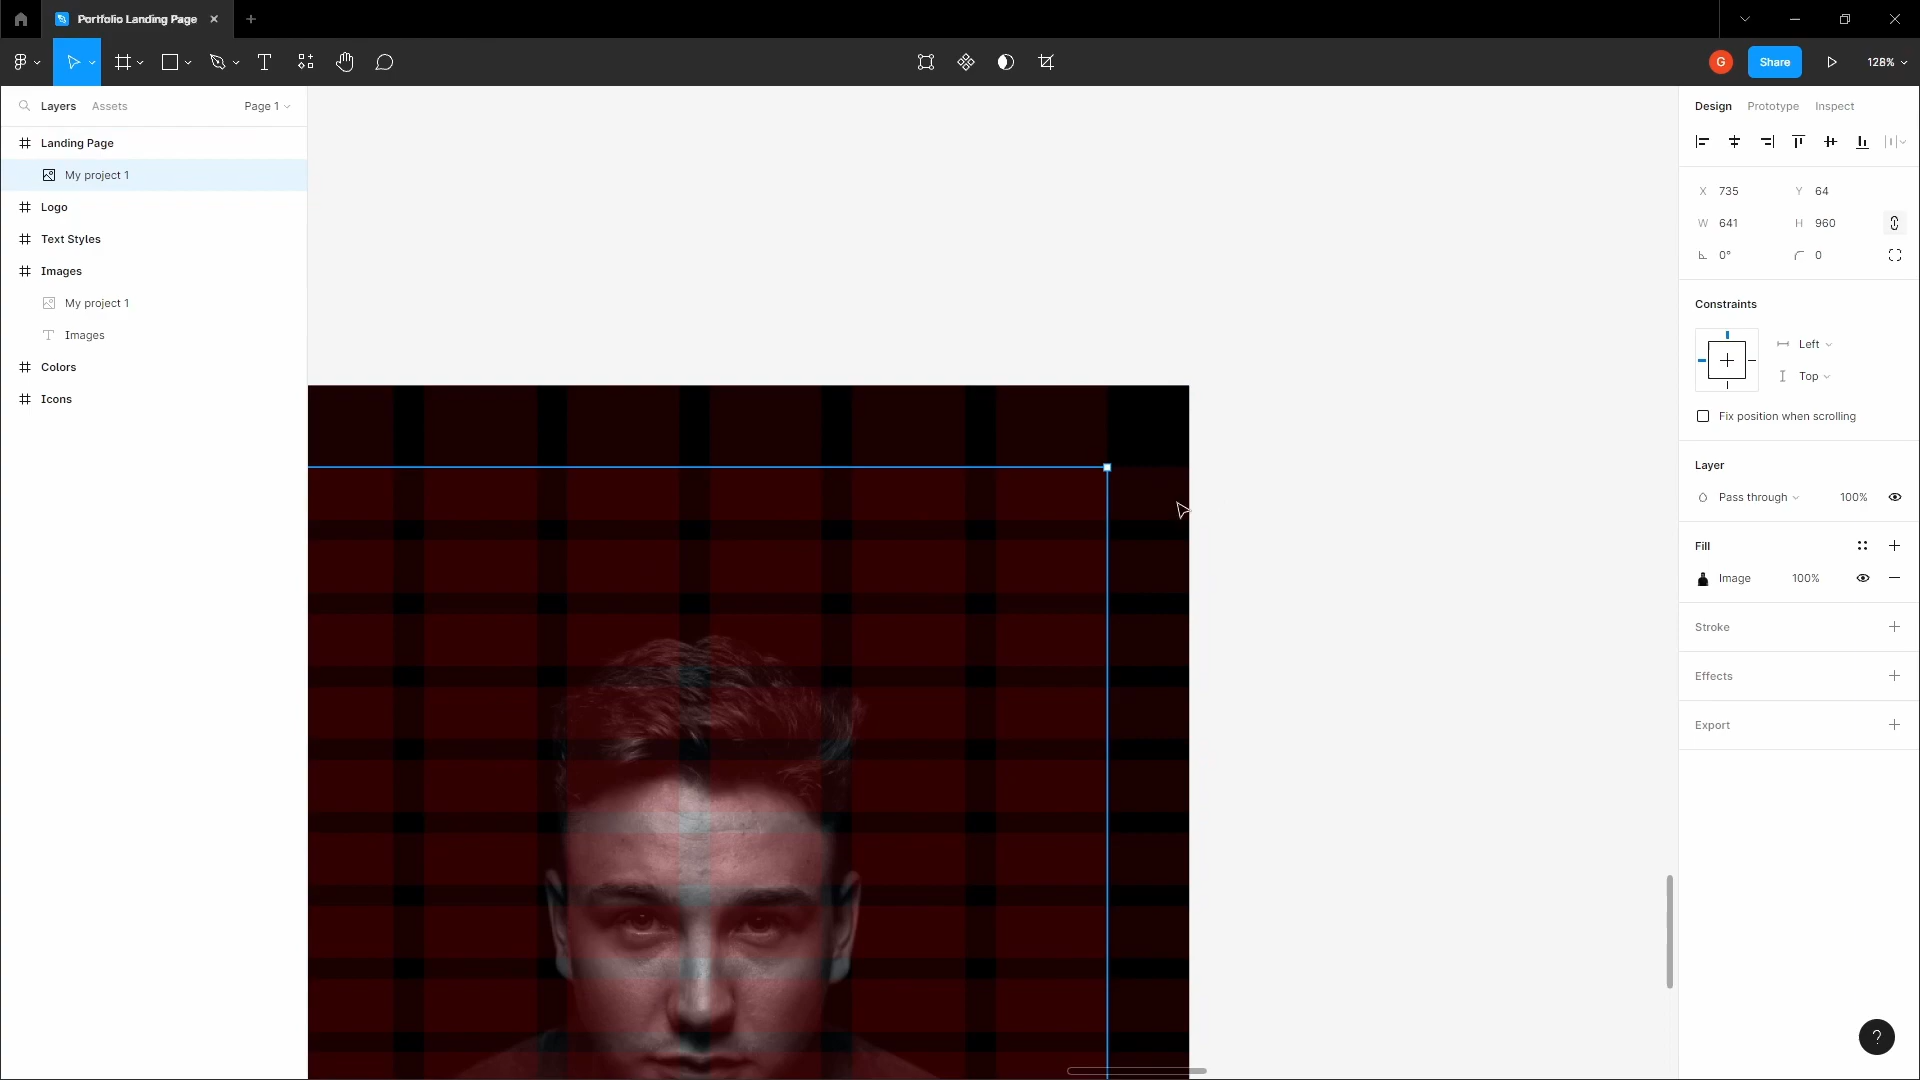 Portfolio Landing Page
G
Share
128%
Layers
Assets
Page 1
Landing Page
My project 1
Logo
Text Styles
Images
My project 1
Images
Colors
Icons
Design
Prototype
Inspect
X 735
Y 64
W 641
H 960
0°
0
Constraints
Left
Top
Fix position when scrolling
Layer
Pass through
100%
Fill
Image
100%
Stroke
Effects
Export
?